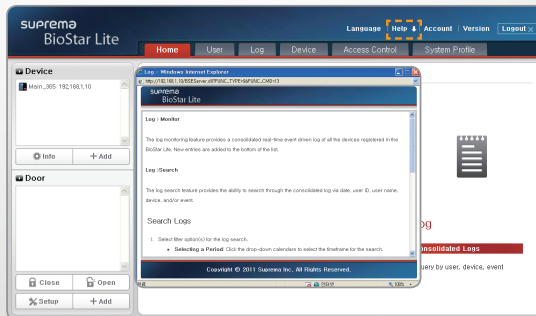 suprema
BioStar Lite
Language Help Account Version Logout
Home User Log Device Access Control System Profile
Device
Main_365: 192,168,1,10
Info
+ Add
Door
Close
Open
Setup
+ Add
Log - Windows Internet Explorer
suprema
BioStar Lite
Log > Monitor
The log monitoring feature provides a consolidated real-time event driven log of all the devices registered in the
BioStar Lite. New entries are added to the bottom of the list.
Log >Search
The log search feature provides the ability to search through the consolidated log via date, user ID, user name,
device, and/or event.
Search Logs
1. Select filter option(s) for the log search.
• Selecting a Period: Click the drop-down calendars to select the timeframe for the search.
Copyright © 2011 Suprema Inc. All Rights Reserved.
100%
og
nsolidated Logs
uery by user, device, event